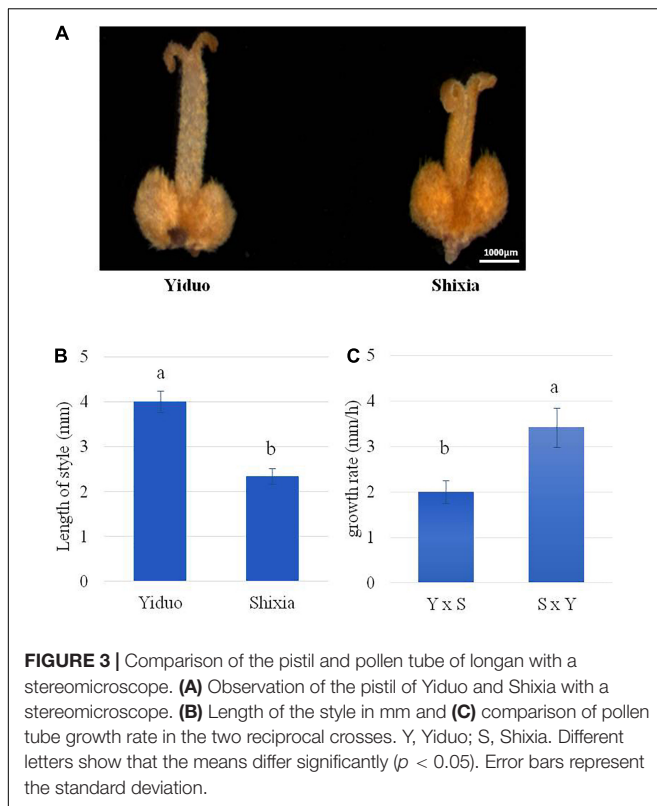 A
1000µm
Yiduo Shixia
B
5
4
3
2
1
0
Length of style (mm)
a
b
Yiduo Shixia
C
5
4
3
2
1
0
growth rate (mm/h)
b
a
Y x S S x Y
FIGURE 3 | Comparison of the pistil and pollen tube of longan with a
stereomicroscope. (A) Observation of the pistil of Yiduo and Shixia with a
stereomicroscope. (B) Length of the style in mm and (C) comparison of pollen
tube growth rate in the two reciprocal crosses. Y, Yiduo; S, Shixia. Different
letters show that the means differ significantly (p < 0.05). Error bars represent
the standard deviation.